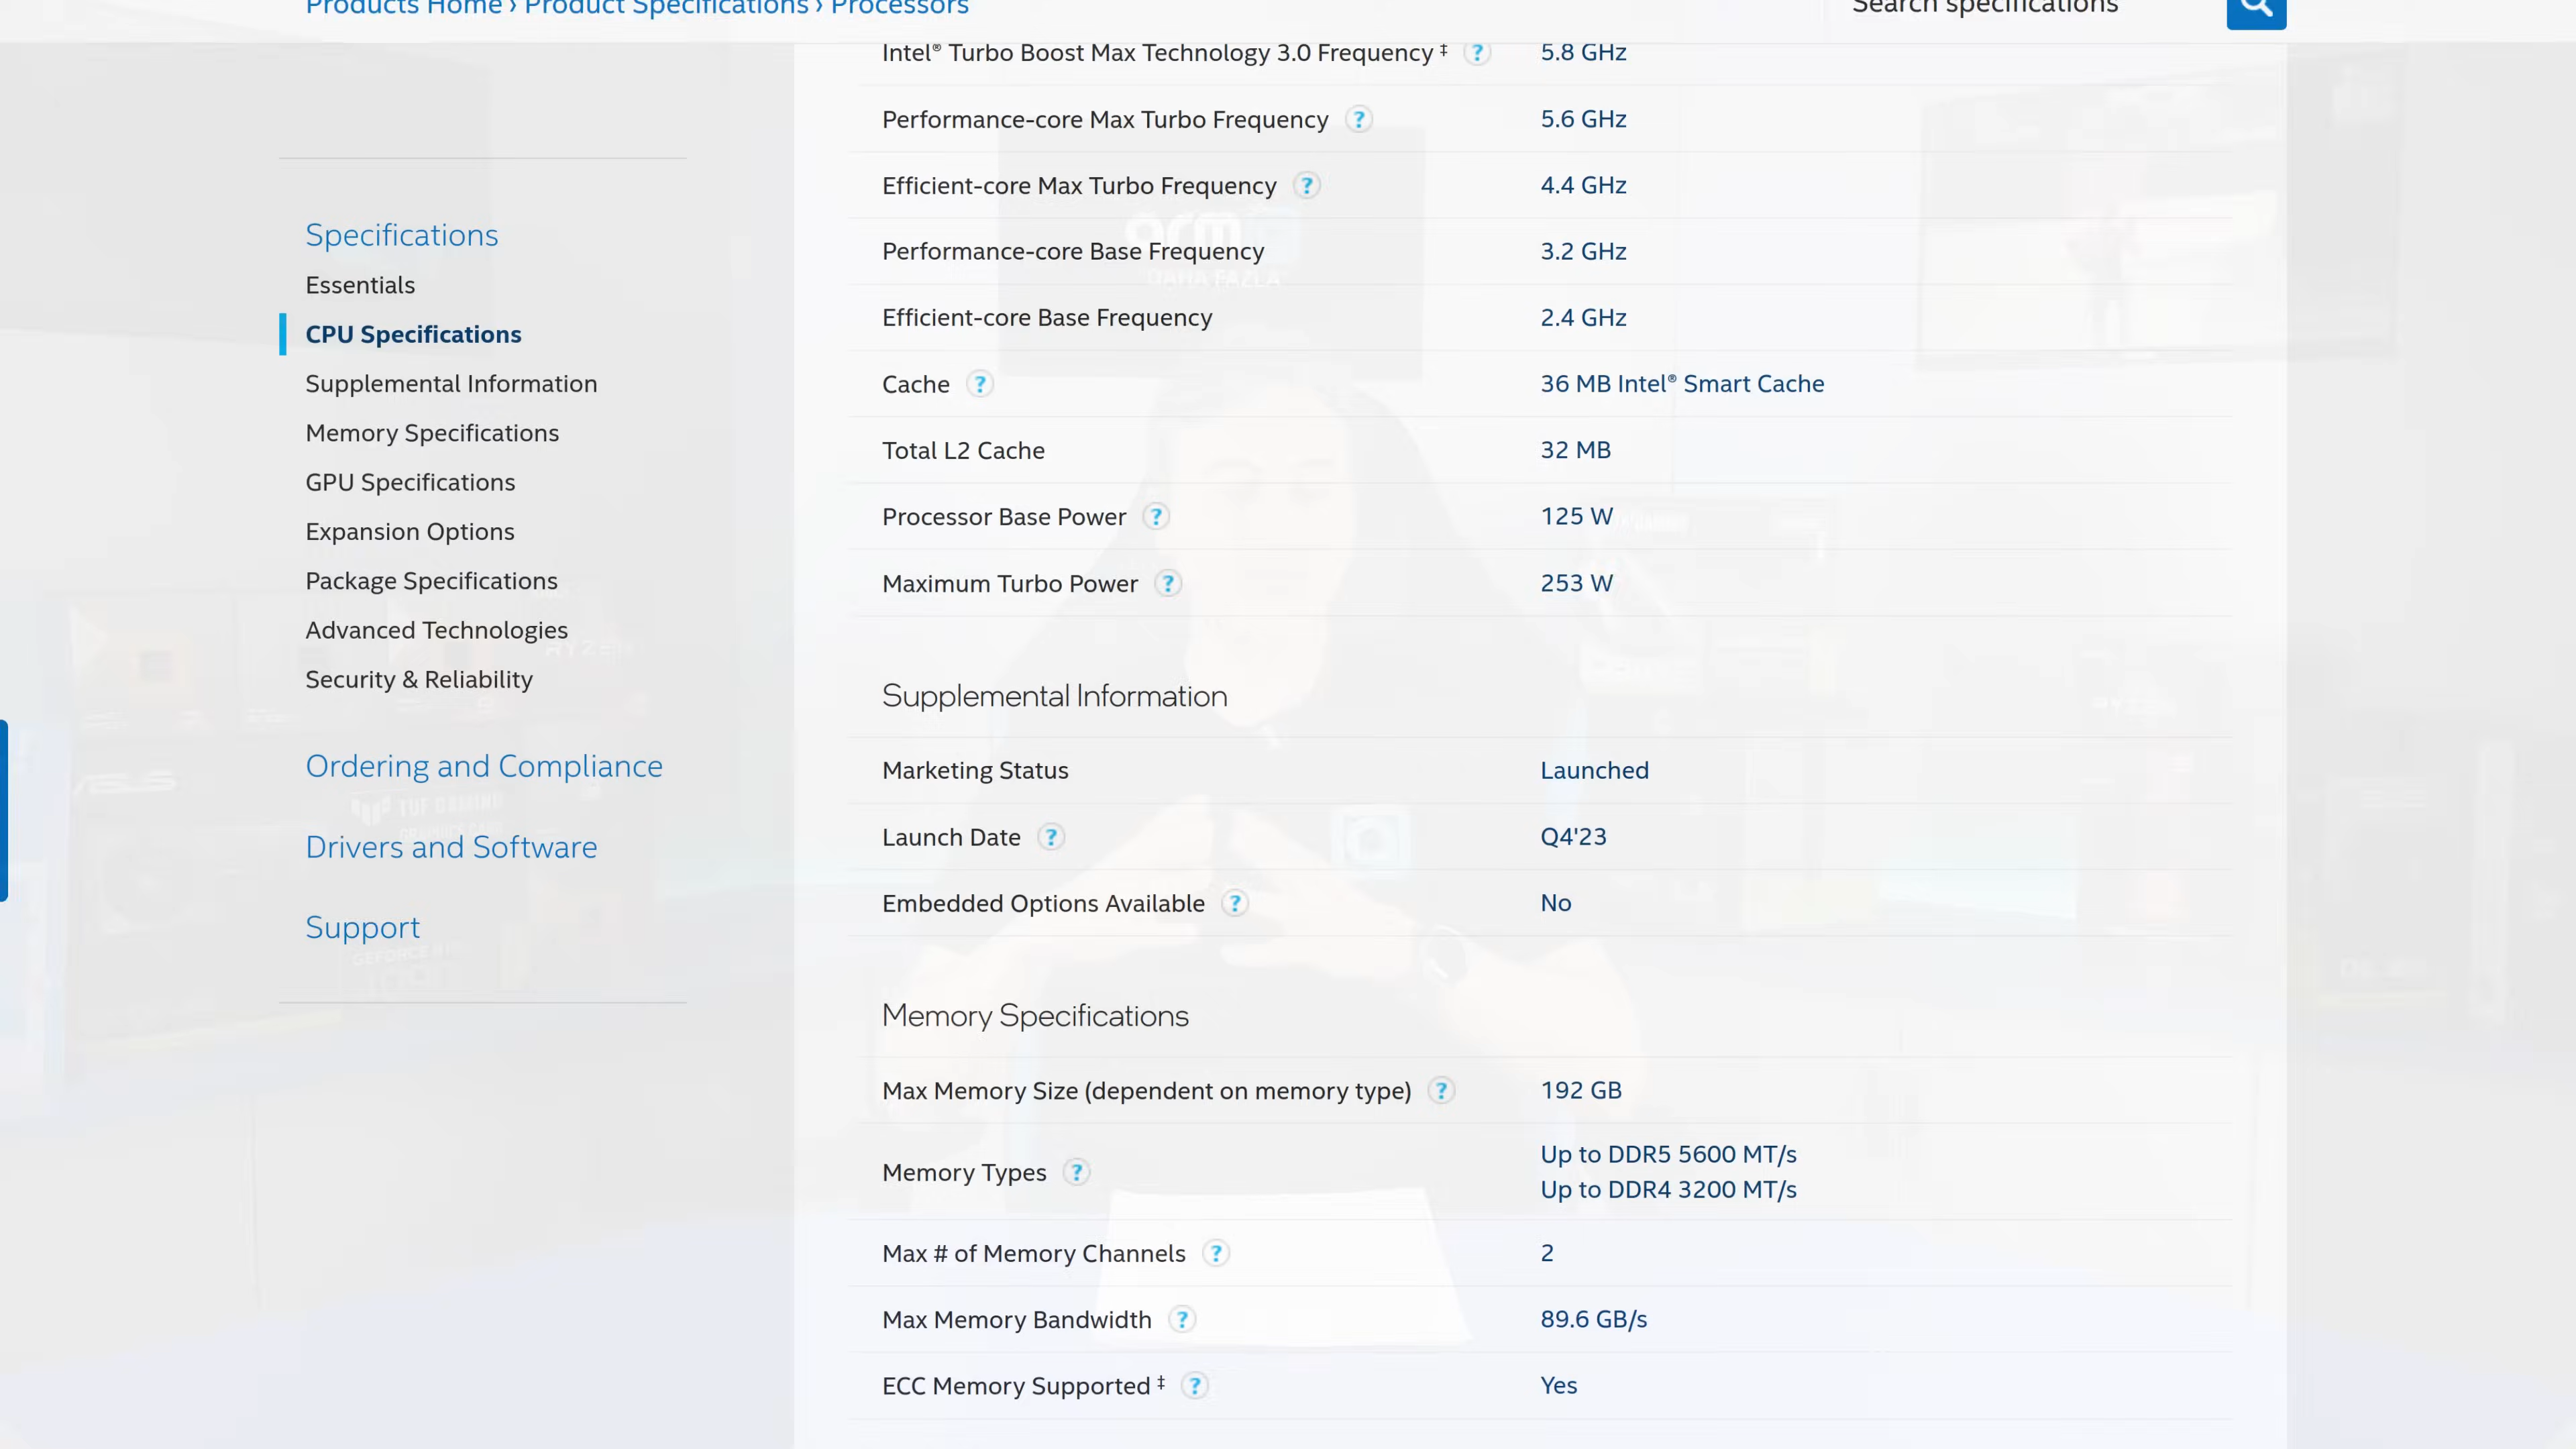 Products Home › Product Specifications › Processors
Search specifications
Intel® Turbo Boost Max Technology 3.0 Frequency ‡ ? 5.8 GHz
Performance-core Max Turbo Frequency ? 5.6 GHz
Efficient-core Max Turbo Frequency ? 4.4 GHz
Performance-core Base Frequency 3.2 GHz
Efficient-core Base Frequency 2.4 GHz
Cache ? 36 MB Intel® Smart Cache
Total L2 Cache 32 MB
Processor Base Power ? 125 W
Maximum Turbo Power ? 253 W
Specifications
Essentials
CPU Specifications
Supplemental Information
Memory Specifications
GPU Specifications
Expansion Options
Package Specifications
Advanced Technologies
Security & Reliability
Ordering and Compliance
Drivers and Software
Support
Supplemental Information
Marketing Status Launched
Launch Date ? Q4'23
Embedded Options Available ? No
Memory Specifications
Max Memory Size (dependent on memory type) ? 192 GB
Memory Types ? Up to DDR5 5600 MT/s
Up to DDR4 3200 MT/s
Max # of Memory Channels ? 2
Max Memory Bandwidth ? 89.6 GB/s
ECC Memory Supported ‡ ? Yes
arm
DAHA FAZLA
RYZEN
ASUS
TUF GAMING